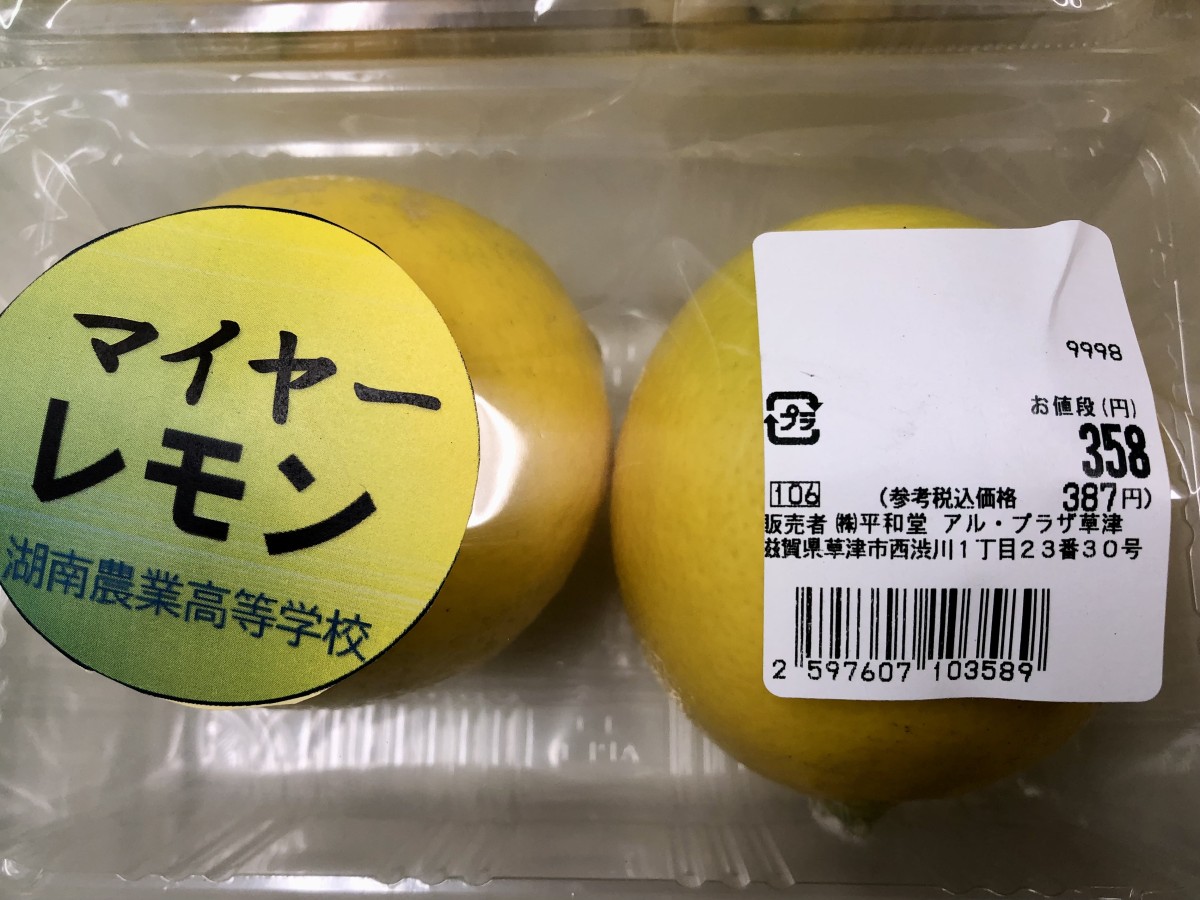 マイヤー
レモン
湖南農業高等学校
9998
お値段(円)
358
プラ
106 (参考税込価格 387円)
販売者 ㈱平和堂 アル・プラザ草津
滋賀県草津市西渋川1丁目23番30号
2 597607 103589